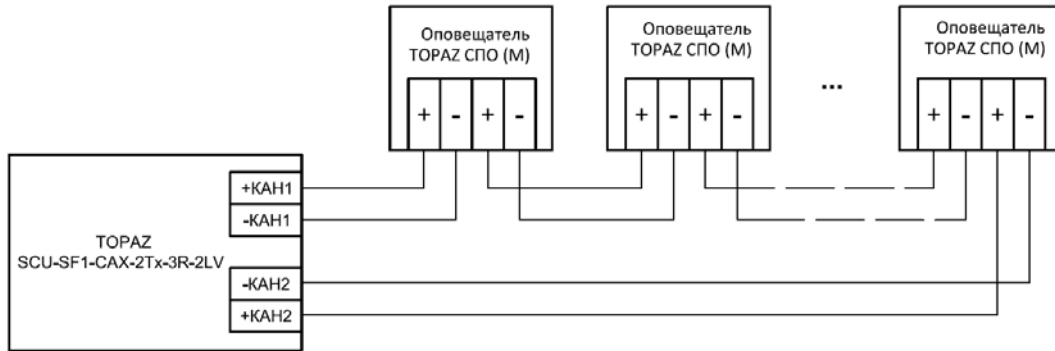 Оповещатель
TOPAZ СПО (М)
+ - + -
Оповещатель
TOPAZ СПО (М)
+ - + -
...
Оповещатель
TOPAZ СПО (М)
+ - + -
TOPAZ
SCU-SF1-CAX-2Tx-3R-2LV
+КАН1
-КАН1
-КАН2
+КАН2